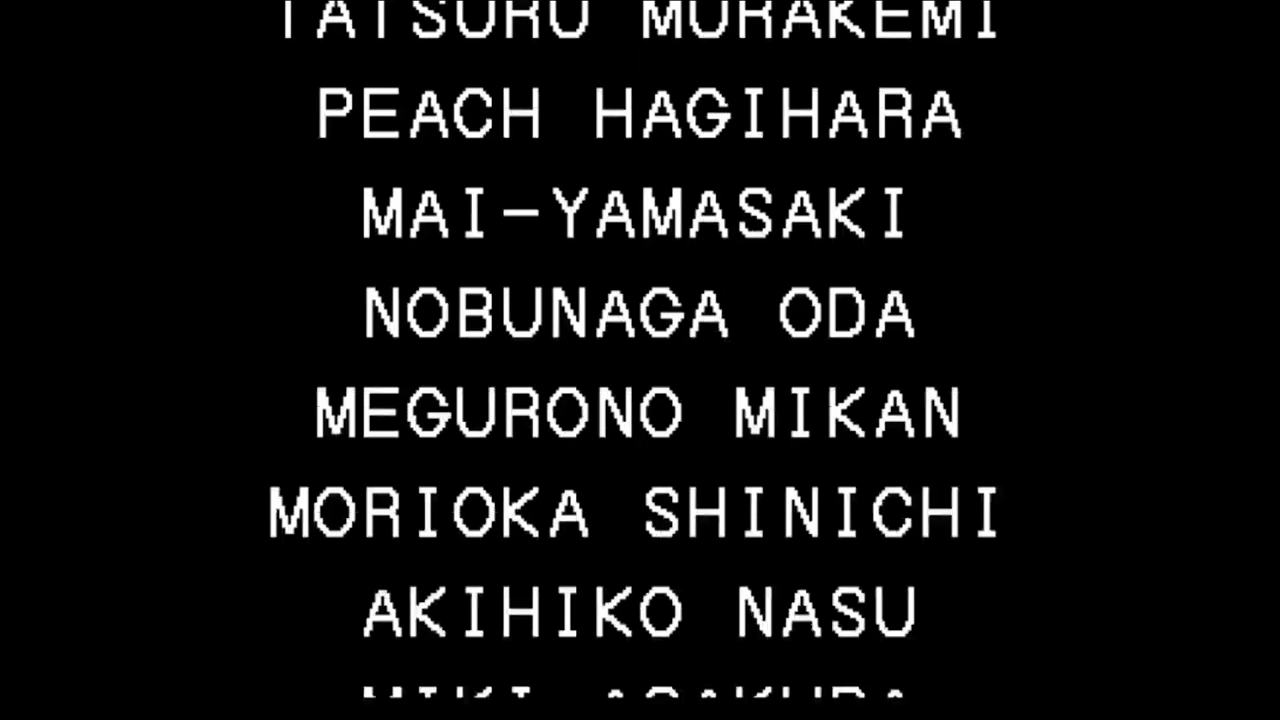 TATSURU MURAKEMI
PEACH HAGIHARA
MAI-YAMASAKI
NOBUNAGA ODA
MEGURONO MIKAN
MORIOKA SHINICHI
AKIHIKO NASU